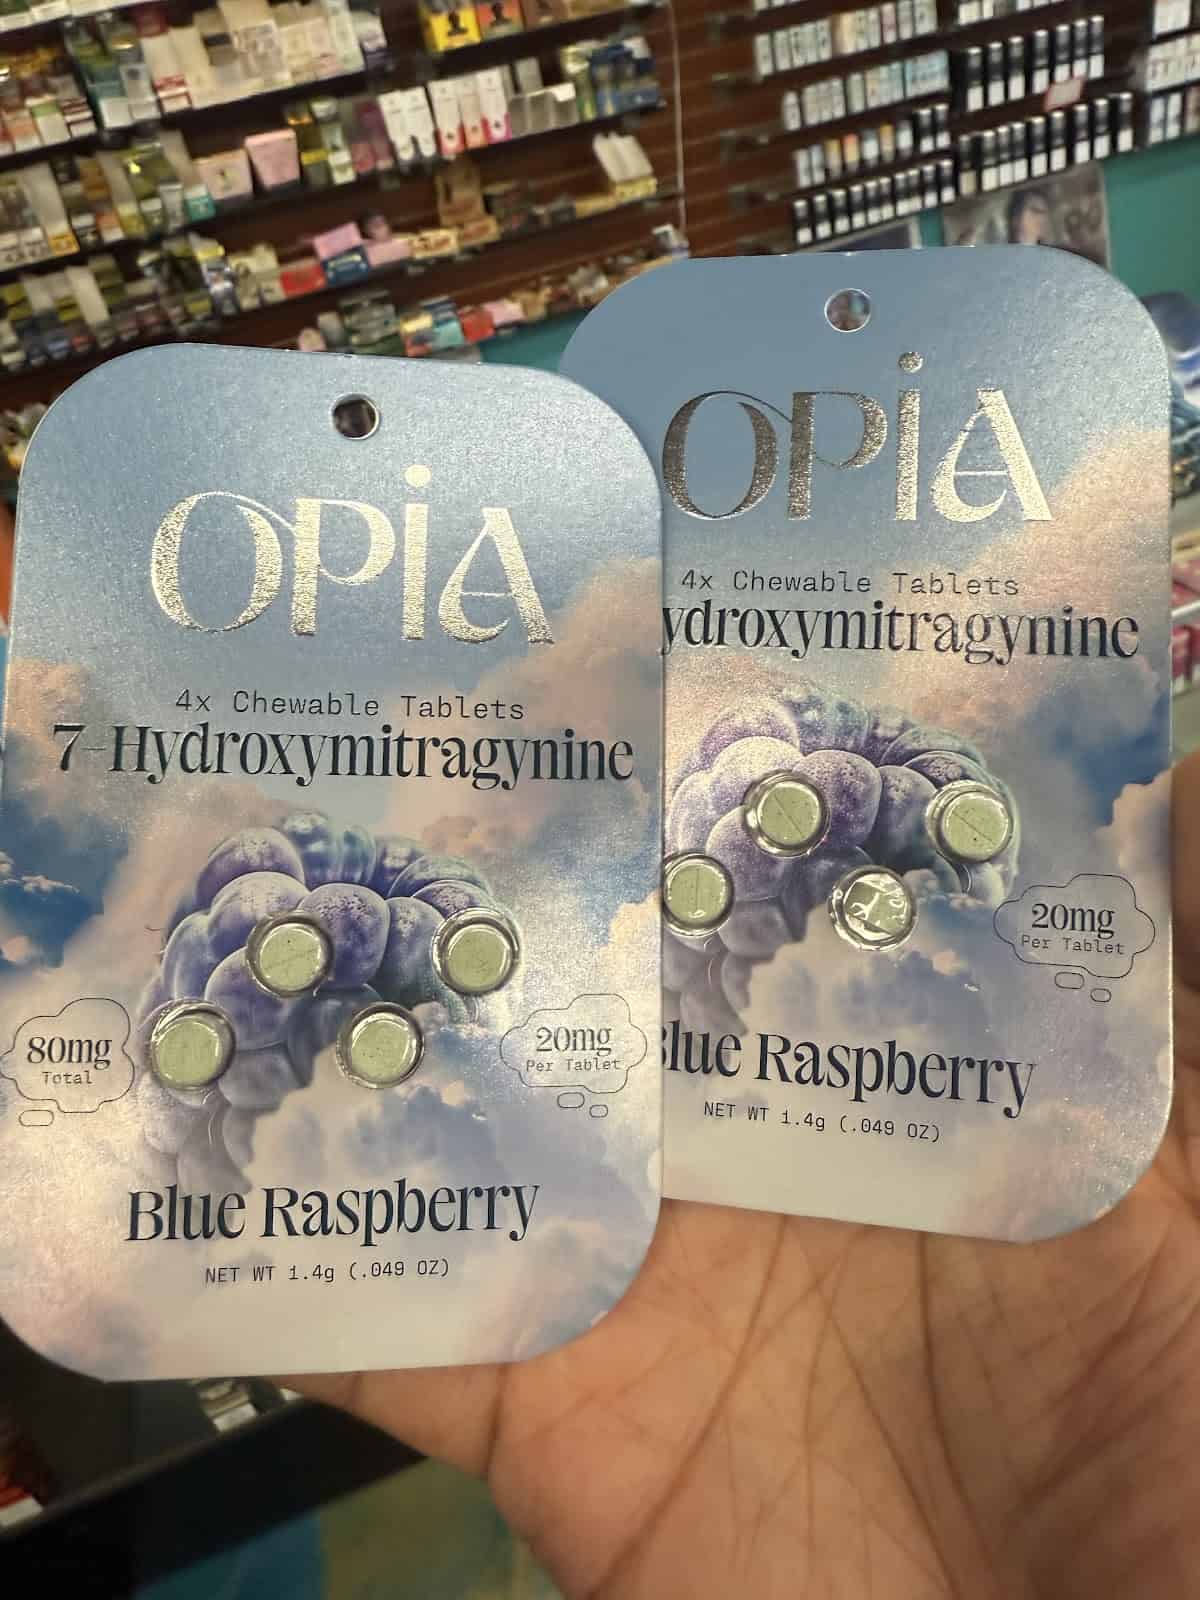 OPiA
4x Chewable Tablets
7-Hydroxymitragynine
80mg
Total
20mg
Per Tablet
Blue Raspberry
NET WT 1.4g (.049 OZ)
OPiA
4x Chewable Tablets
ydroxymitragynine
20mg
Per Tablet
Blue Raspberry
NET WT 1.4g (.049 OZ)